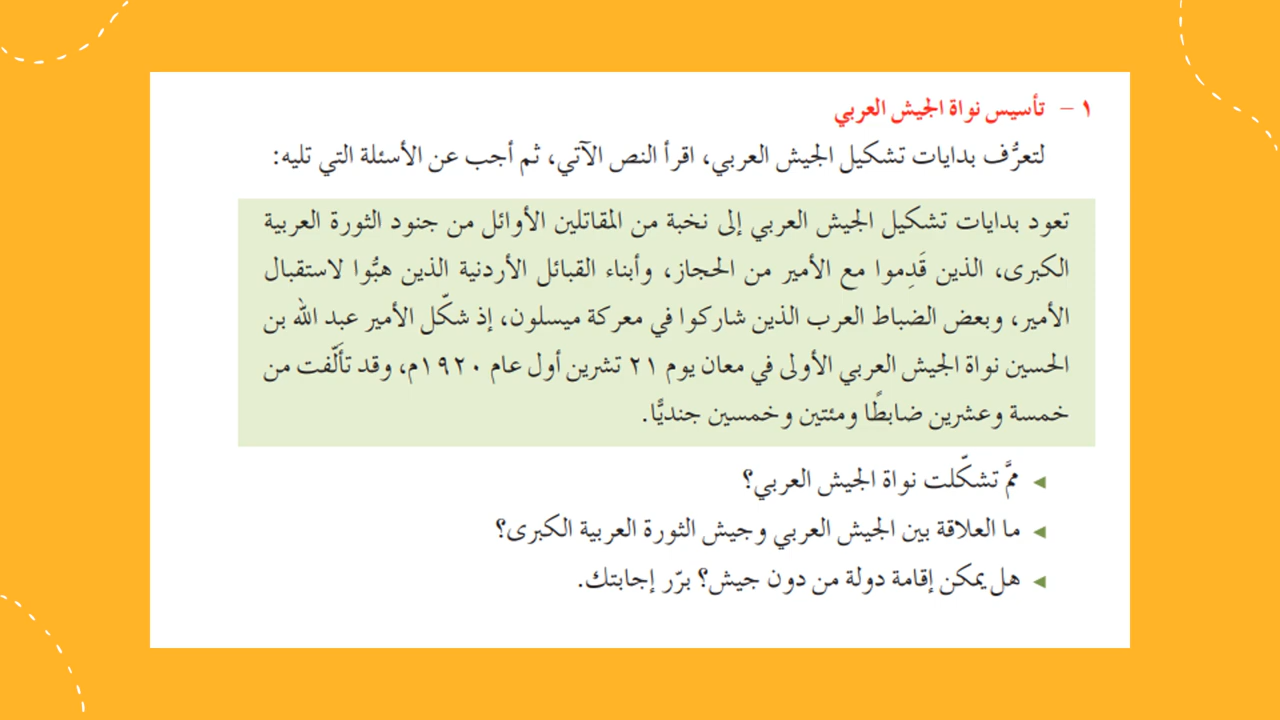 ١ – تأسيس نواة الجيش العربي
لتعرُّف بدايات تشكيل الجيش العربي، اقرأ النص الآتي، ثم أجب عن الأسئلة التي تليه:
تعود بدايات تشكيل الجيش العربي إلى نخبة من المقاتلين الأوائل من جنود الثورة العربية
الكبرى، الذين قَدِموا مع الأمير من الحجاز، وأبناء القبائل الأردنية الذين هبُّوا لاستقبال
الأمير، وبعض الضباط العرب الذين شاركوا في معركة ميسلون، إذ شكّل الأمير عبد الله بن
الحسين نواة الجيش العربي الأولى في معان يوم ٢١ تشرين أول عام ١٩٢٠م، وقد تألَّفت من
خمسة وعشرين ضابطًا ومئتين وخمسين جنديًّا.
◄ ممَّ تشكّلت نواة الجيش العربي؟
◄ ما العلاقة بين الجيش العربي وجيش الثورة العربية الكبرى؟
◄ هل يمكن إقامة دولة من دون جيش؟ برّر إجابتك.